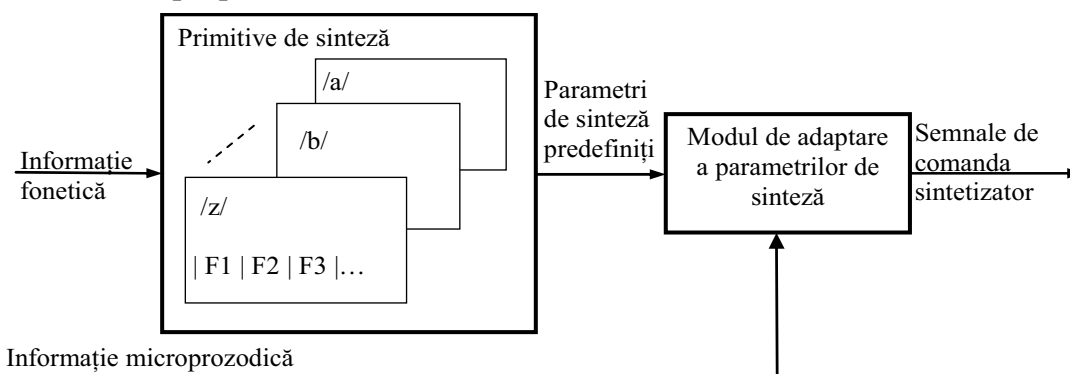 Primitive de sinteză
/a/
/b/
/z/
| F1 | F2 | F3 |…
Informație
fonetică
Parametri
de sinteză
predefiniți
Modul de adaptare
a parametrilor de
sinteză
Semnale de
comanda
sintetizator
Informație microprozodică